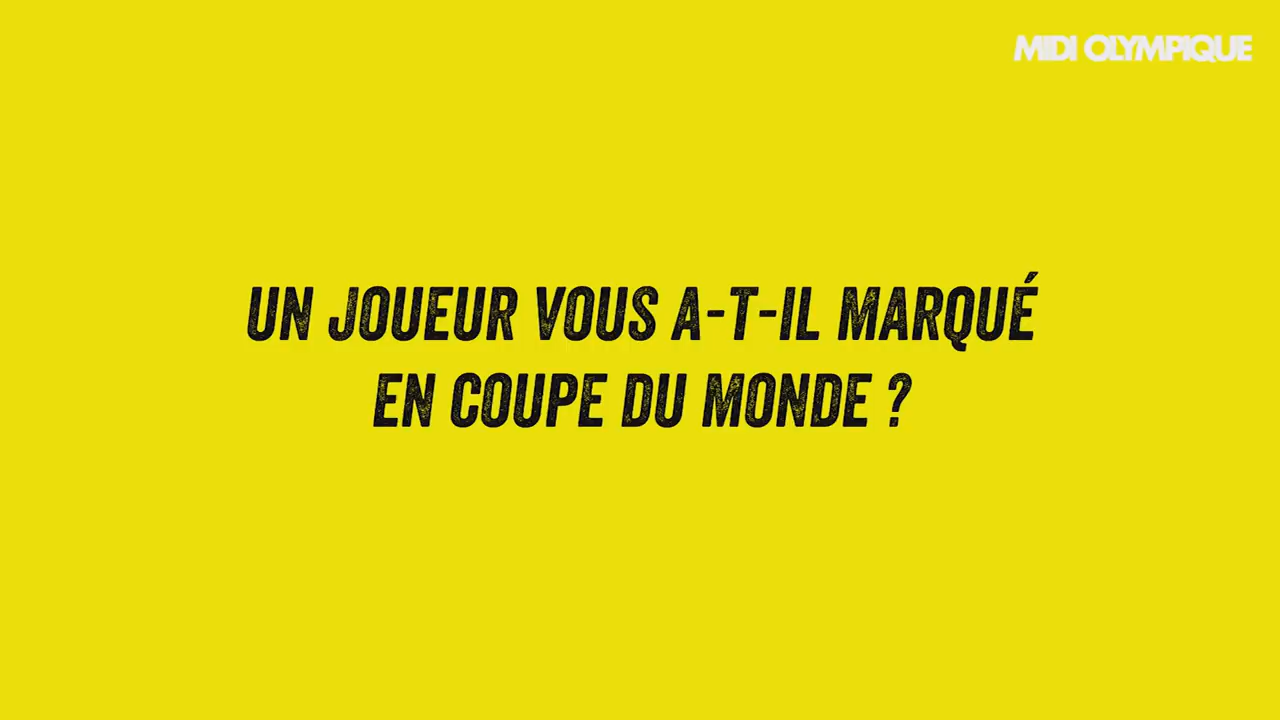 MIDI OLYMPIQUE
UN JOUEUR VOUS A-T-IL MARQUÉ
EN COUPE DU MONDE ?